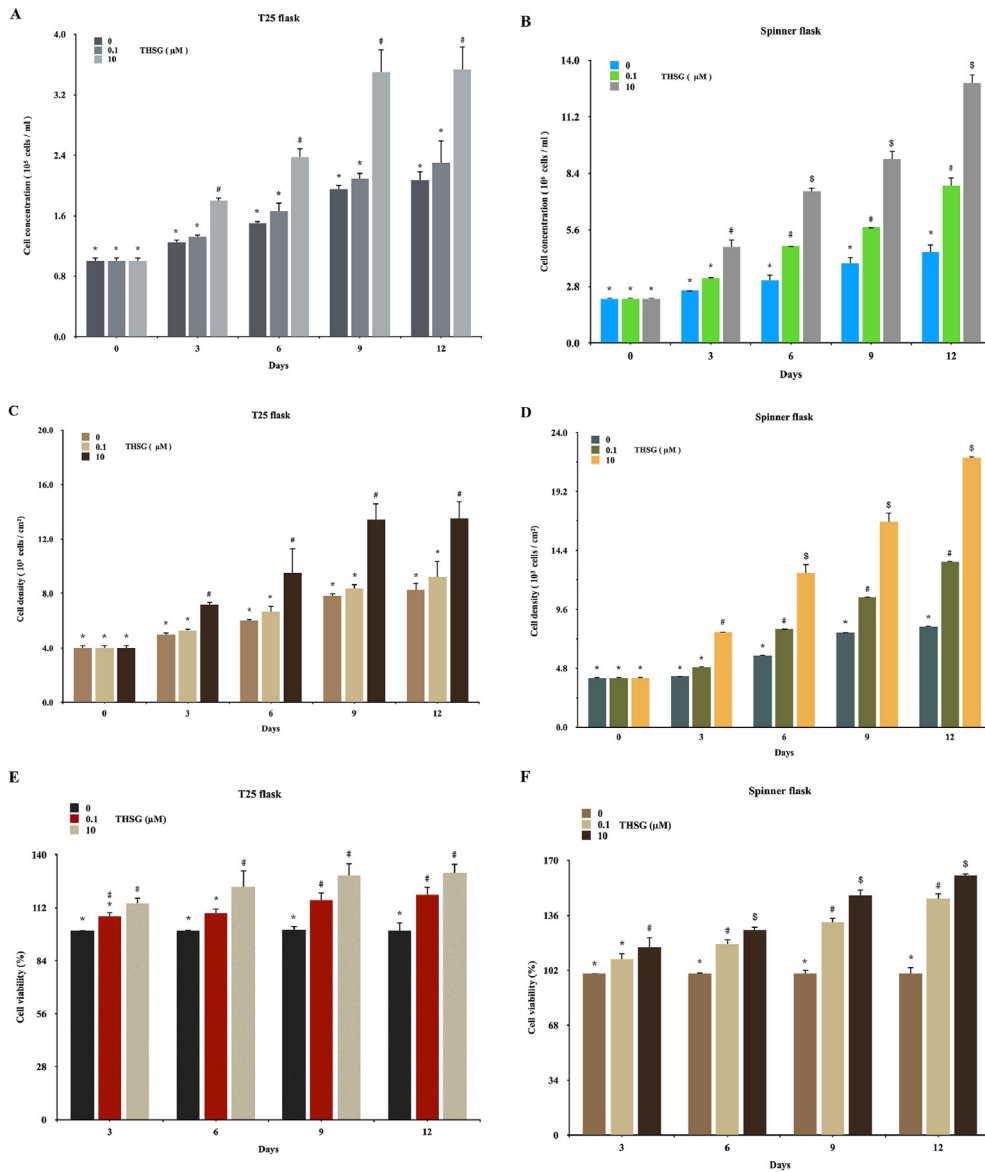 A
T25 flask
0
0.1 THSG ( μM )
10
Cell concentration ( 10⁵ cells / ml )
4.0
3.2
2.4
1.6
0.8
0.0
* * *
* * #
* * #
* * #
* * #
0 3 6 9 12
Days
B
Spinner flask
0
0.1 THSG ( μM )
10
14.0
11.2
8.4
5.6
2.8
0.0
* * *
* * #
* # $
* # $
* # $
0 3 6 9 12
Days
C
T25 flask
0
0.1 THSG ( μM )
10
Cell density ( 10³ cells / cm²)
20.0
16.0
12.0
8.0
4.0
0.0
* * *
* * #
* * #
* * #
* * #
0 3 6 9 12
Days
D
Spinner flask
0
0.1 THSG ( μM )
10
Cell density ( 10³ cells / cm²)
24.0
19.2
14.4
9.6
4.8
0.0
* * *
* * #
* # $
* # $
* # $
0 3 6 9 12
Days
E
T25 flask
0
0.1 THSG (μM)
10
Cell viability (%)
140
112
84
56
28
0
* # * #
* * #
* # #
* # #
3 6 9 12
Days
F
Spinner flask
0
0.1 THSG (μM)
10
Cell viability (%)
170
136
102
68
34
0
* * #
* # $
* # $
* # $
3 6 9 12
Days